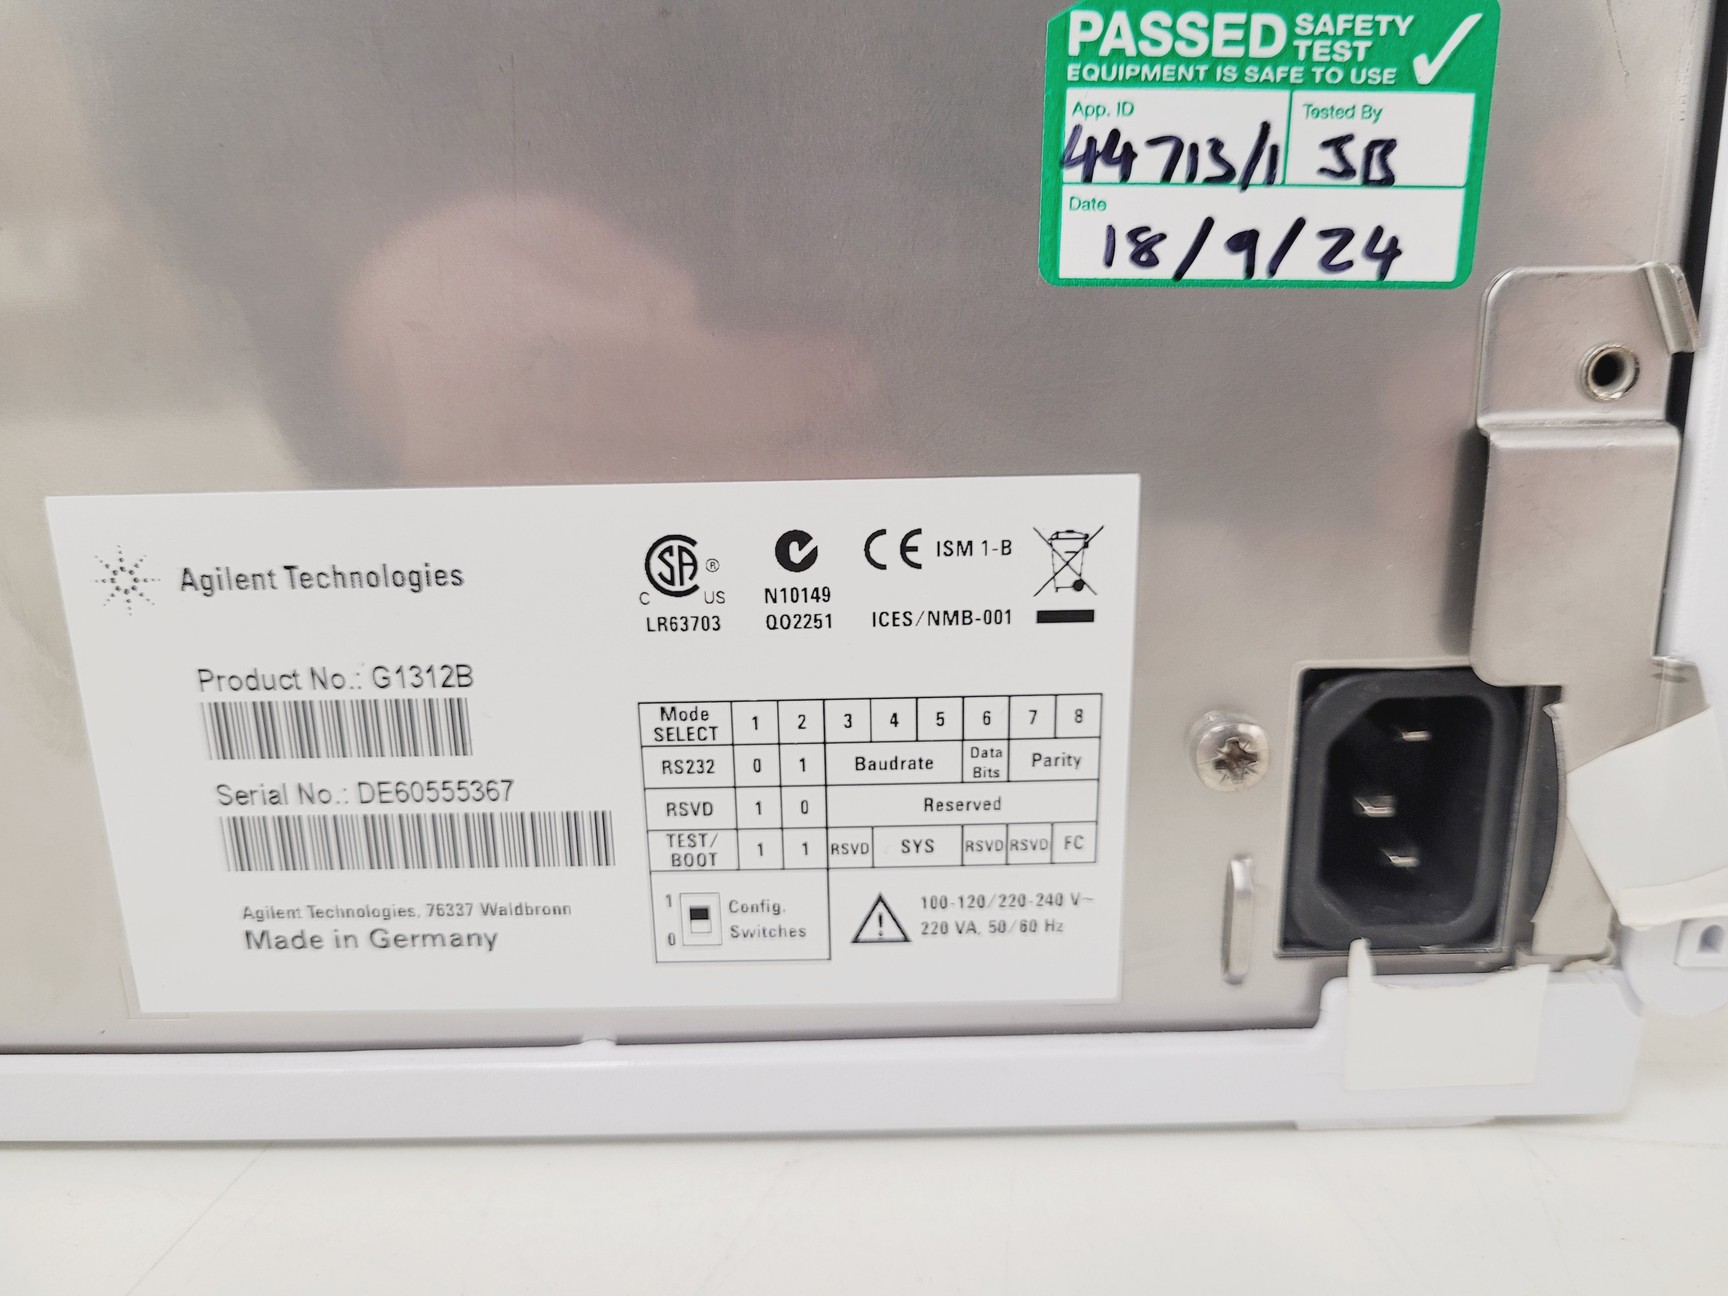 PASSED SAFETY TEST
EQUIPMENT IS SAFE TO USE
App. ID
44713/1
Tested By
JB
Date
18/9/24
Agilent Technologies
Product No.: G1312B
Serial No.: DE60555367
Agilent Technologies, 76337 Waldbronn
Made in Germany
SA ®
C US
LR63703
N10149
QO2251
CE ISM 1-B
ICES/NMB-001
Mode SELECT 1 2 3 4 5 6 7 8
RS232 0 1 Baudrate Data Bits Parity
RSVD 1 0 Reserved
TEST/ BOOT 1 1 RSVD SYS RSVD RSVD FC
1
0
Config.
Switches
100-120/220-240 V~
220 VA, 50/60 Hz